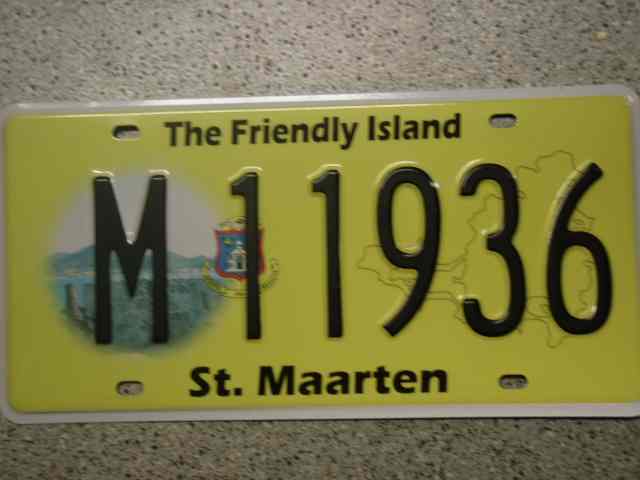 The Friendly Island
M 11936
St. Maarten